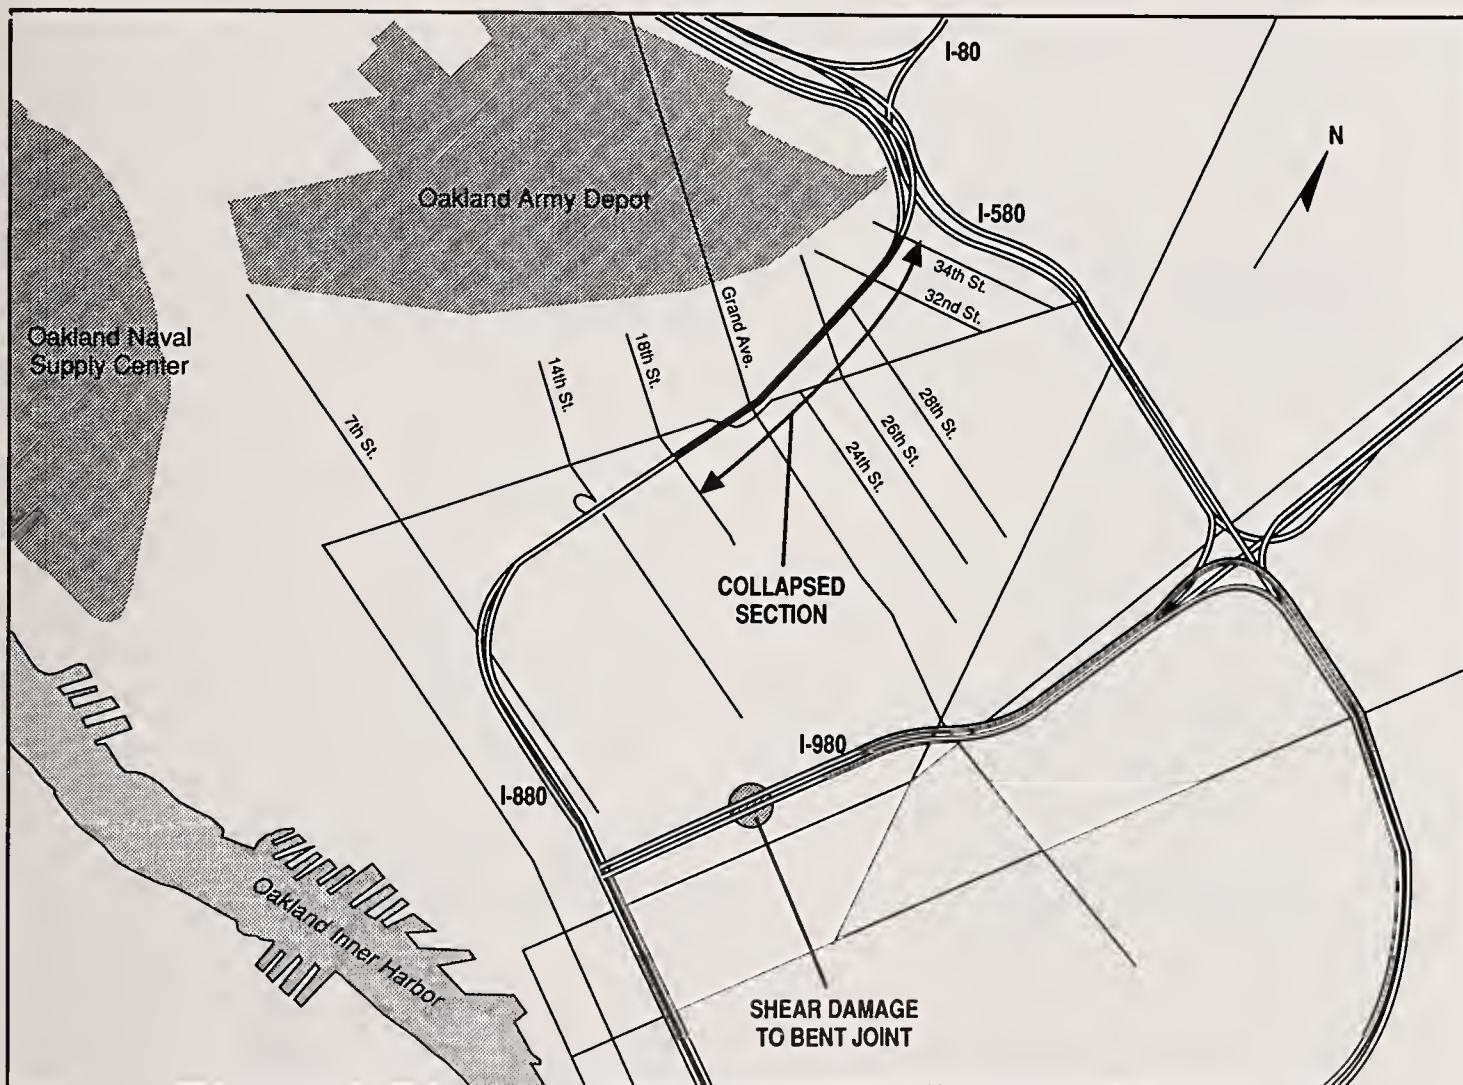 I-80
N
Oakland Army Depot
I-580
34th St.
32nd St.
Grand Ave.
Oakland Naval
Supply Center
18th St.
14th St.
7th St.
28th St.
26th St.
24th St.
COLLAPSED
SECTION
I-980
I-880
Oakland Inner Harbor
SHEAR DAMAGE
TO BENT JOINT